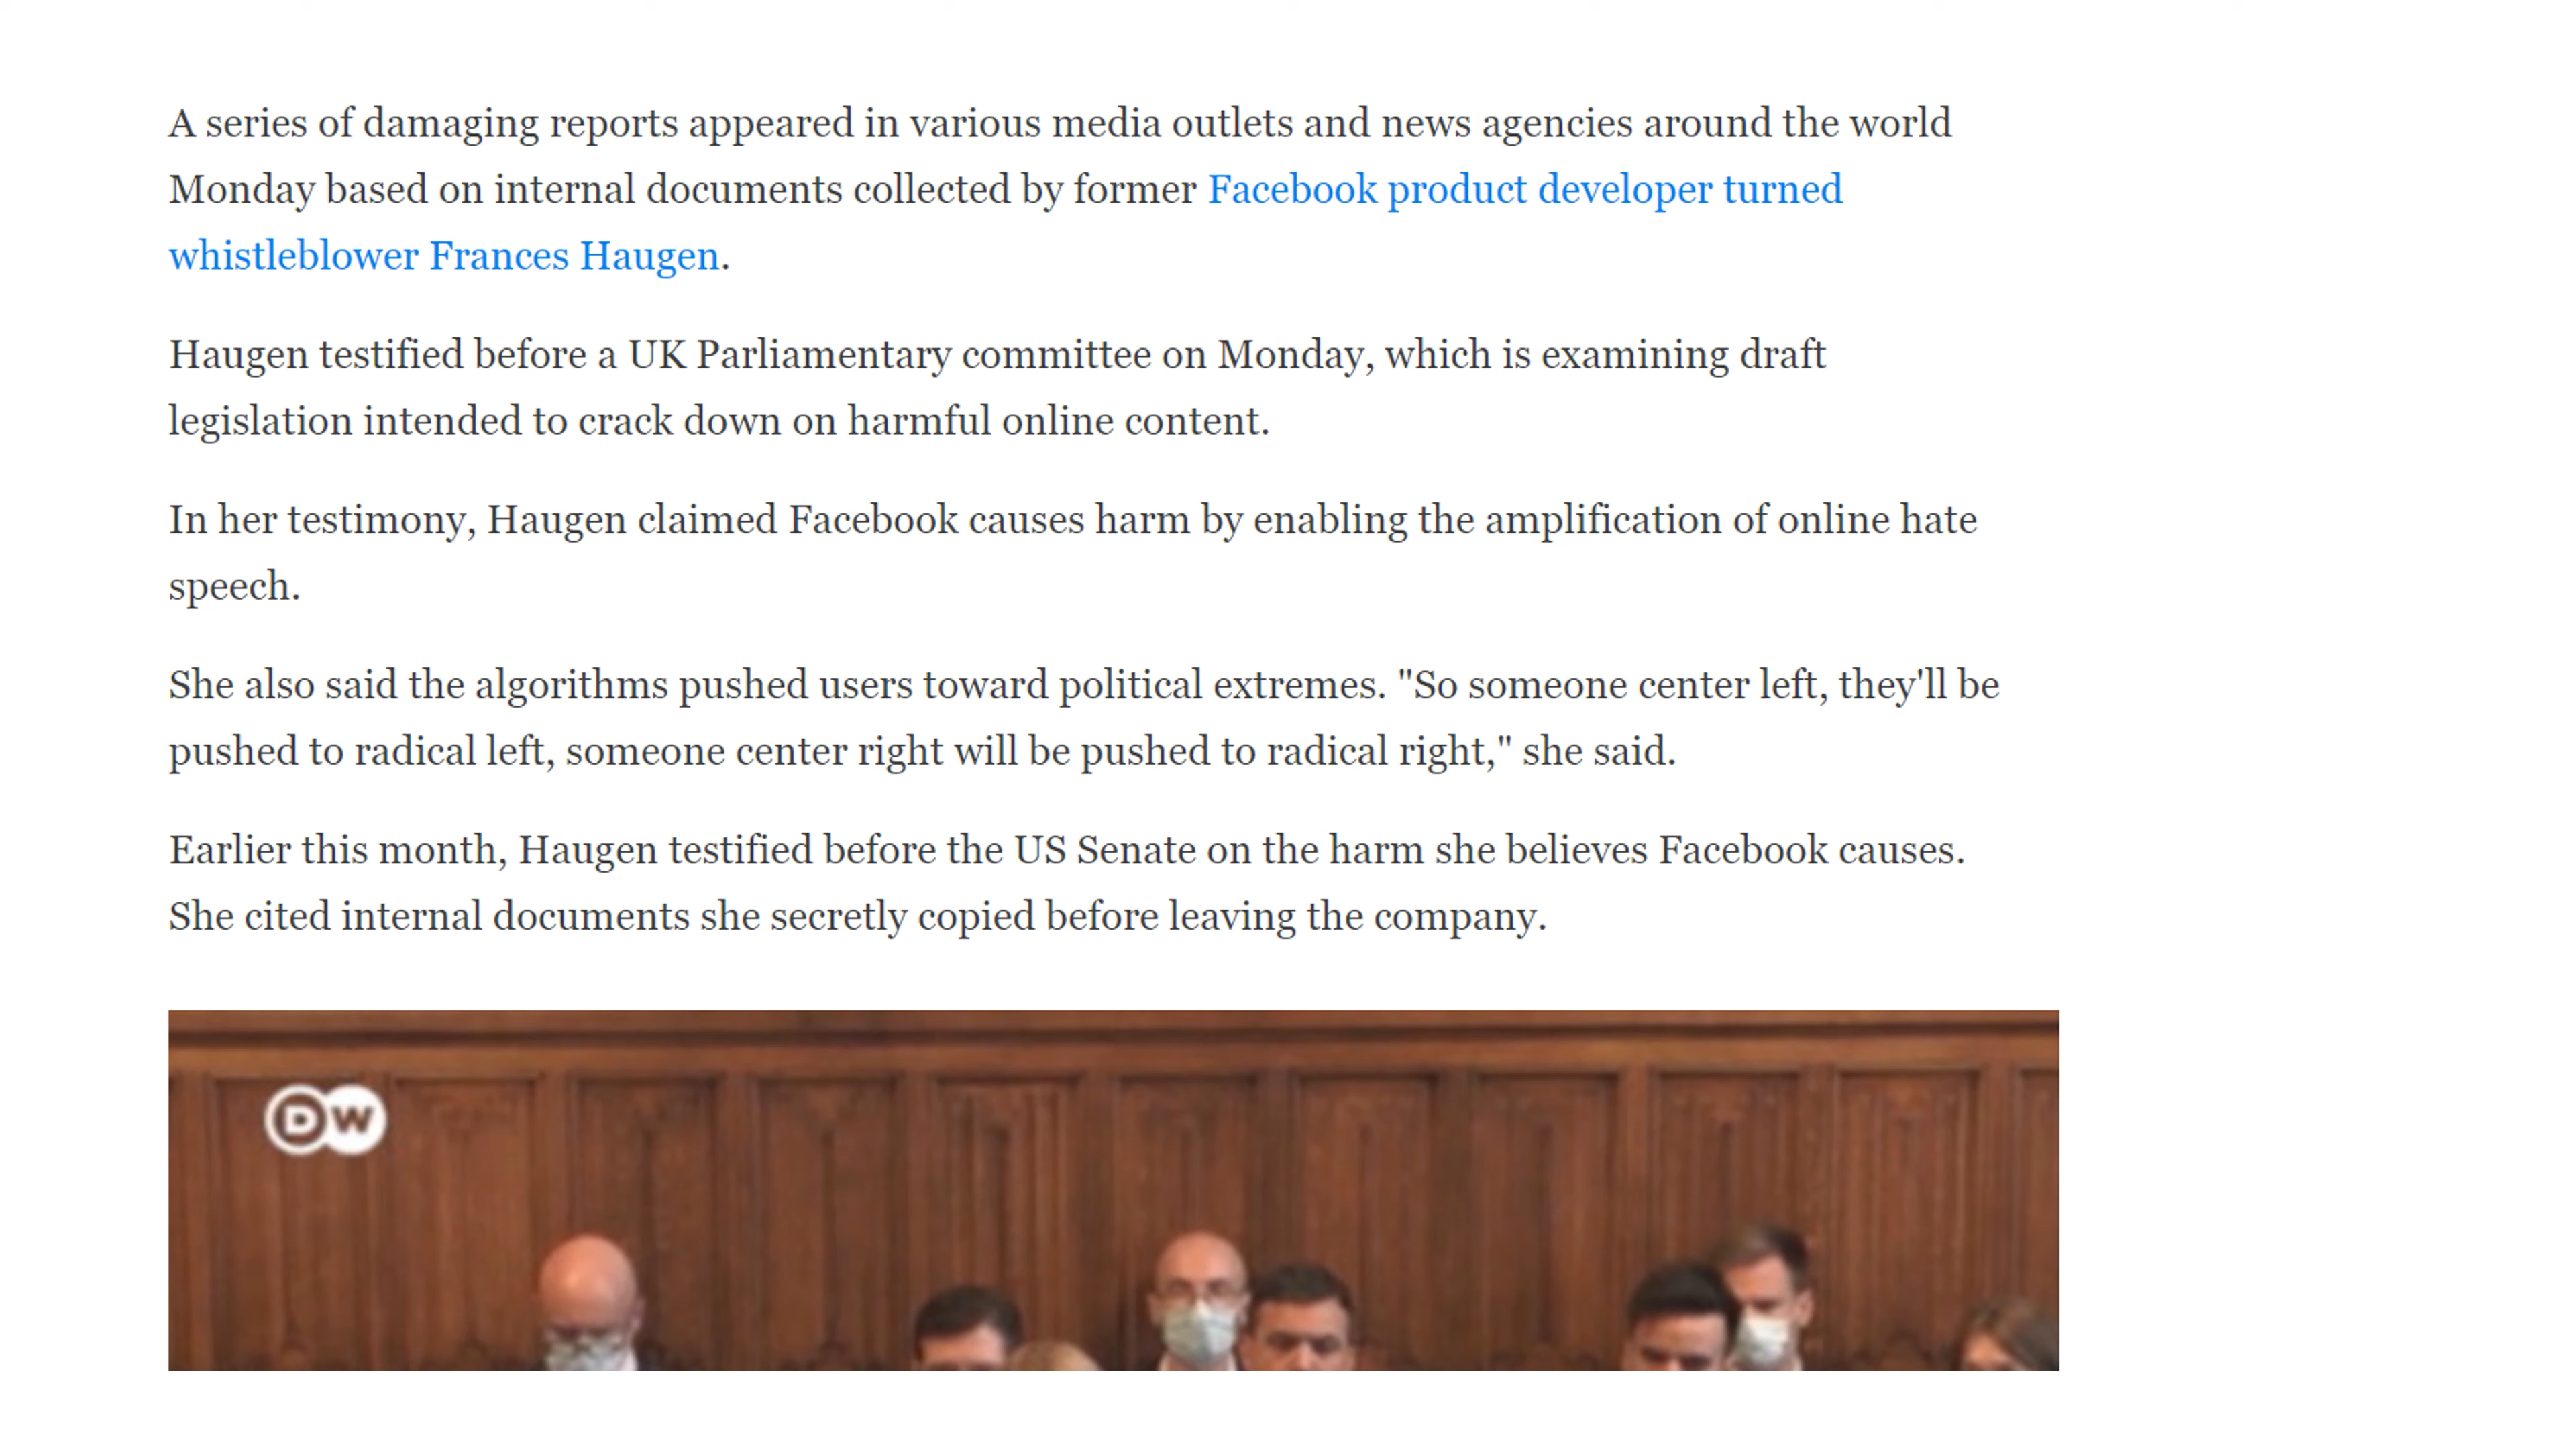 A series of damaging reports appeared in various media outlets and news agencies around the world
Monday based on internal documents collected by former Facebook product developer turned
whistleblower Frances Haugen.
Haugen testified before a UK Parliamentary committee on Monday, which is examining draft
legislation intended to crack down on harmful online content.
In her testimony, Haugen claimed Facebook causes harm by enabling the amplification of online hate
speech.
She also said the algorithms pushed users toward political extremes. "So someone center left, they'll be
pushed to radical left, someone center right will be pushed to radical right," she said.
Earlier this month, Haugen testified before the US Senate on the harm she believes Facebook causes.
She cited internal documents she secretly copied before leaving the company.
DW